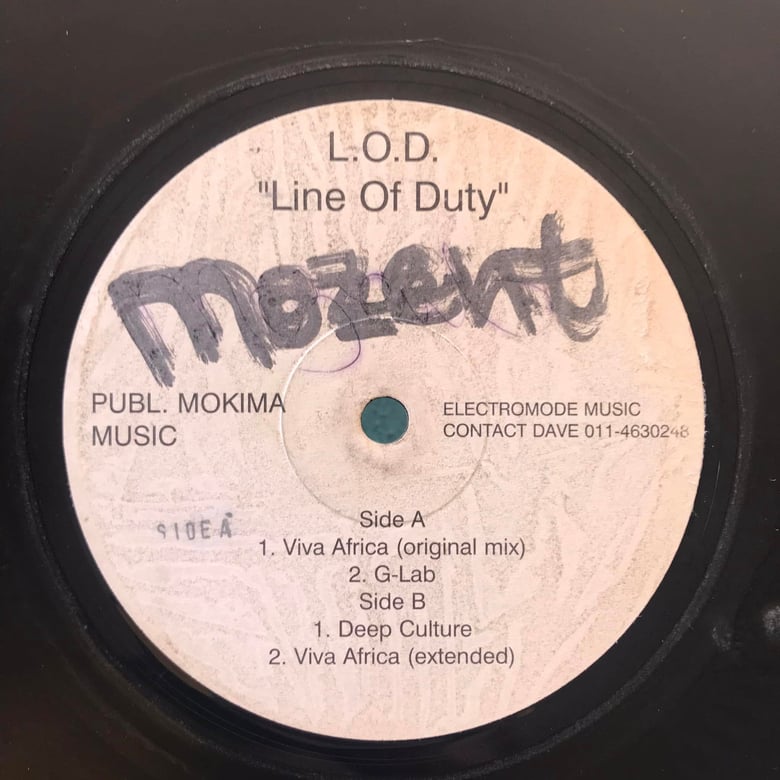 L.O.D.
"Line Of Duty"
mozent
PUBL. MOKIMA
MUSIC
ELECTROMODE MUSIC
CONTACT DAVE 011-4630248
SIDE A
Side A
1. Viva Africa (original mix)
2. G-Lab
Side B
1. Deep Culture
2. Viva Africa (extended)